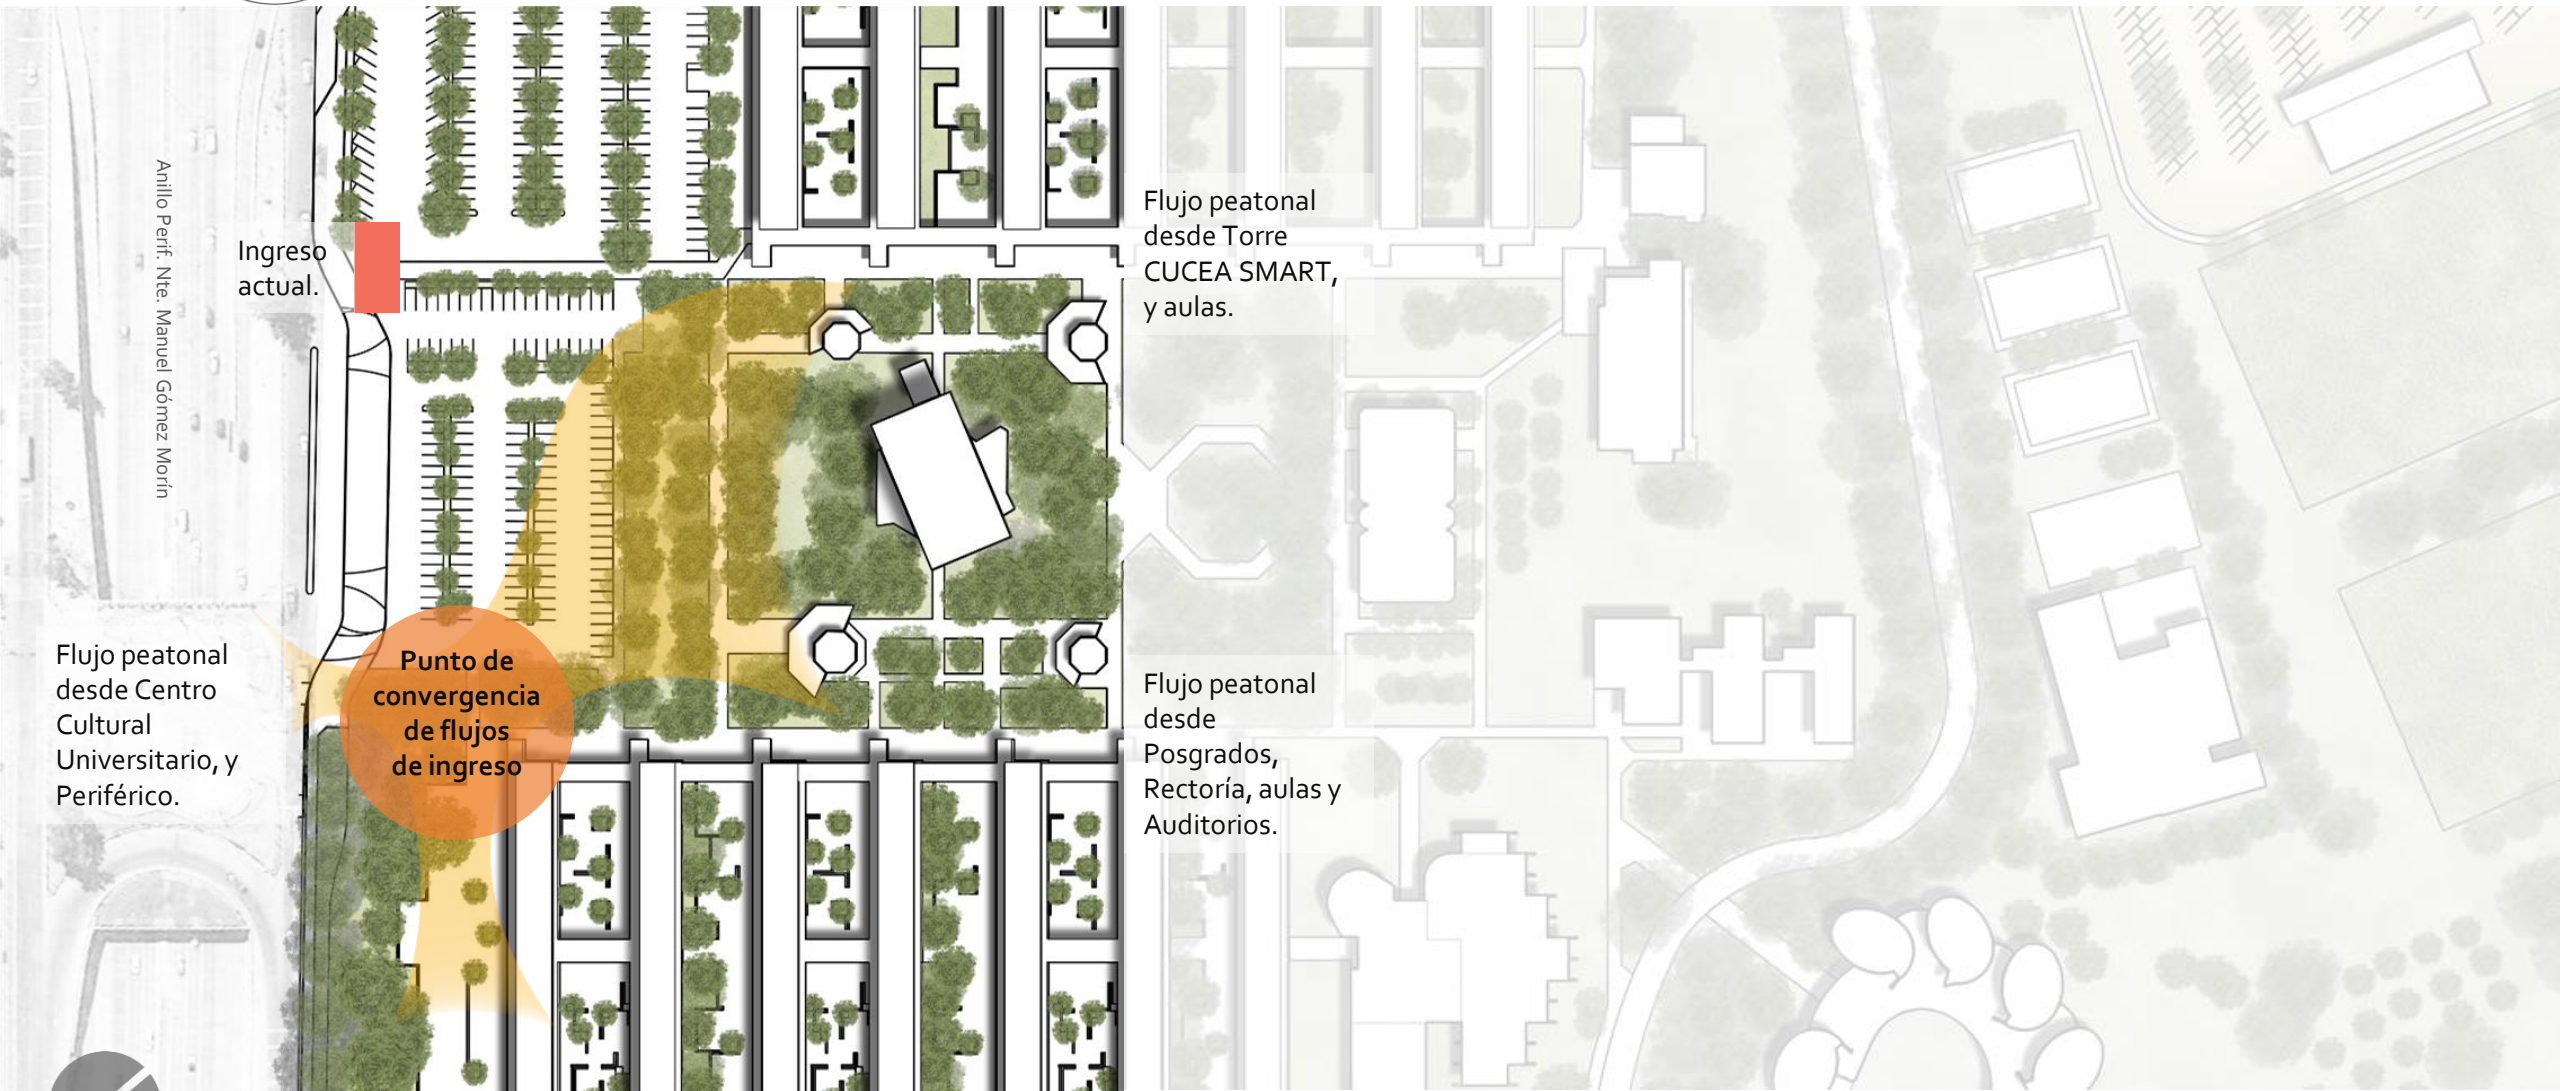 Anillo Perif. Nte. Manuel Gómez Morín
Ingreso
actual.
Flujo peatonal
desde Torre
CUCEA SMART,
y aulas.
Flujo peatonal
desde Centro
Cultural
Universitario, y
Periférico.
Punto de
convergencia
de flujos
de ingreso
Flujo peatonal
desde
Posgrados,
Rectoría, aulas y
Auditorios.